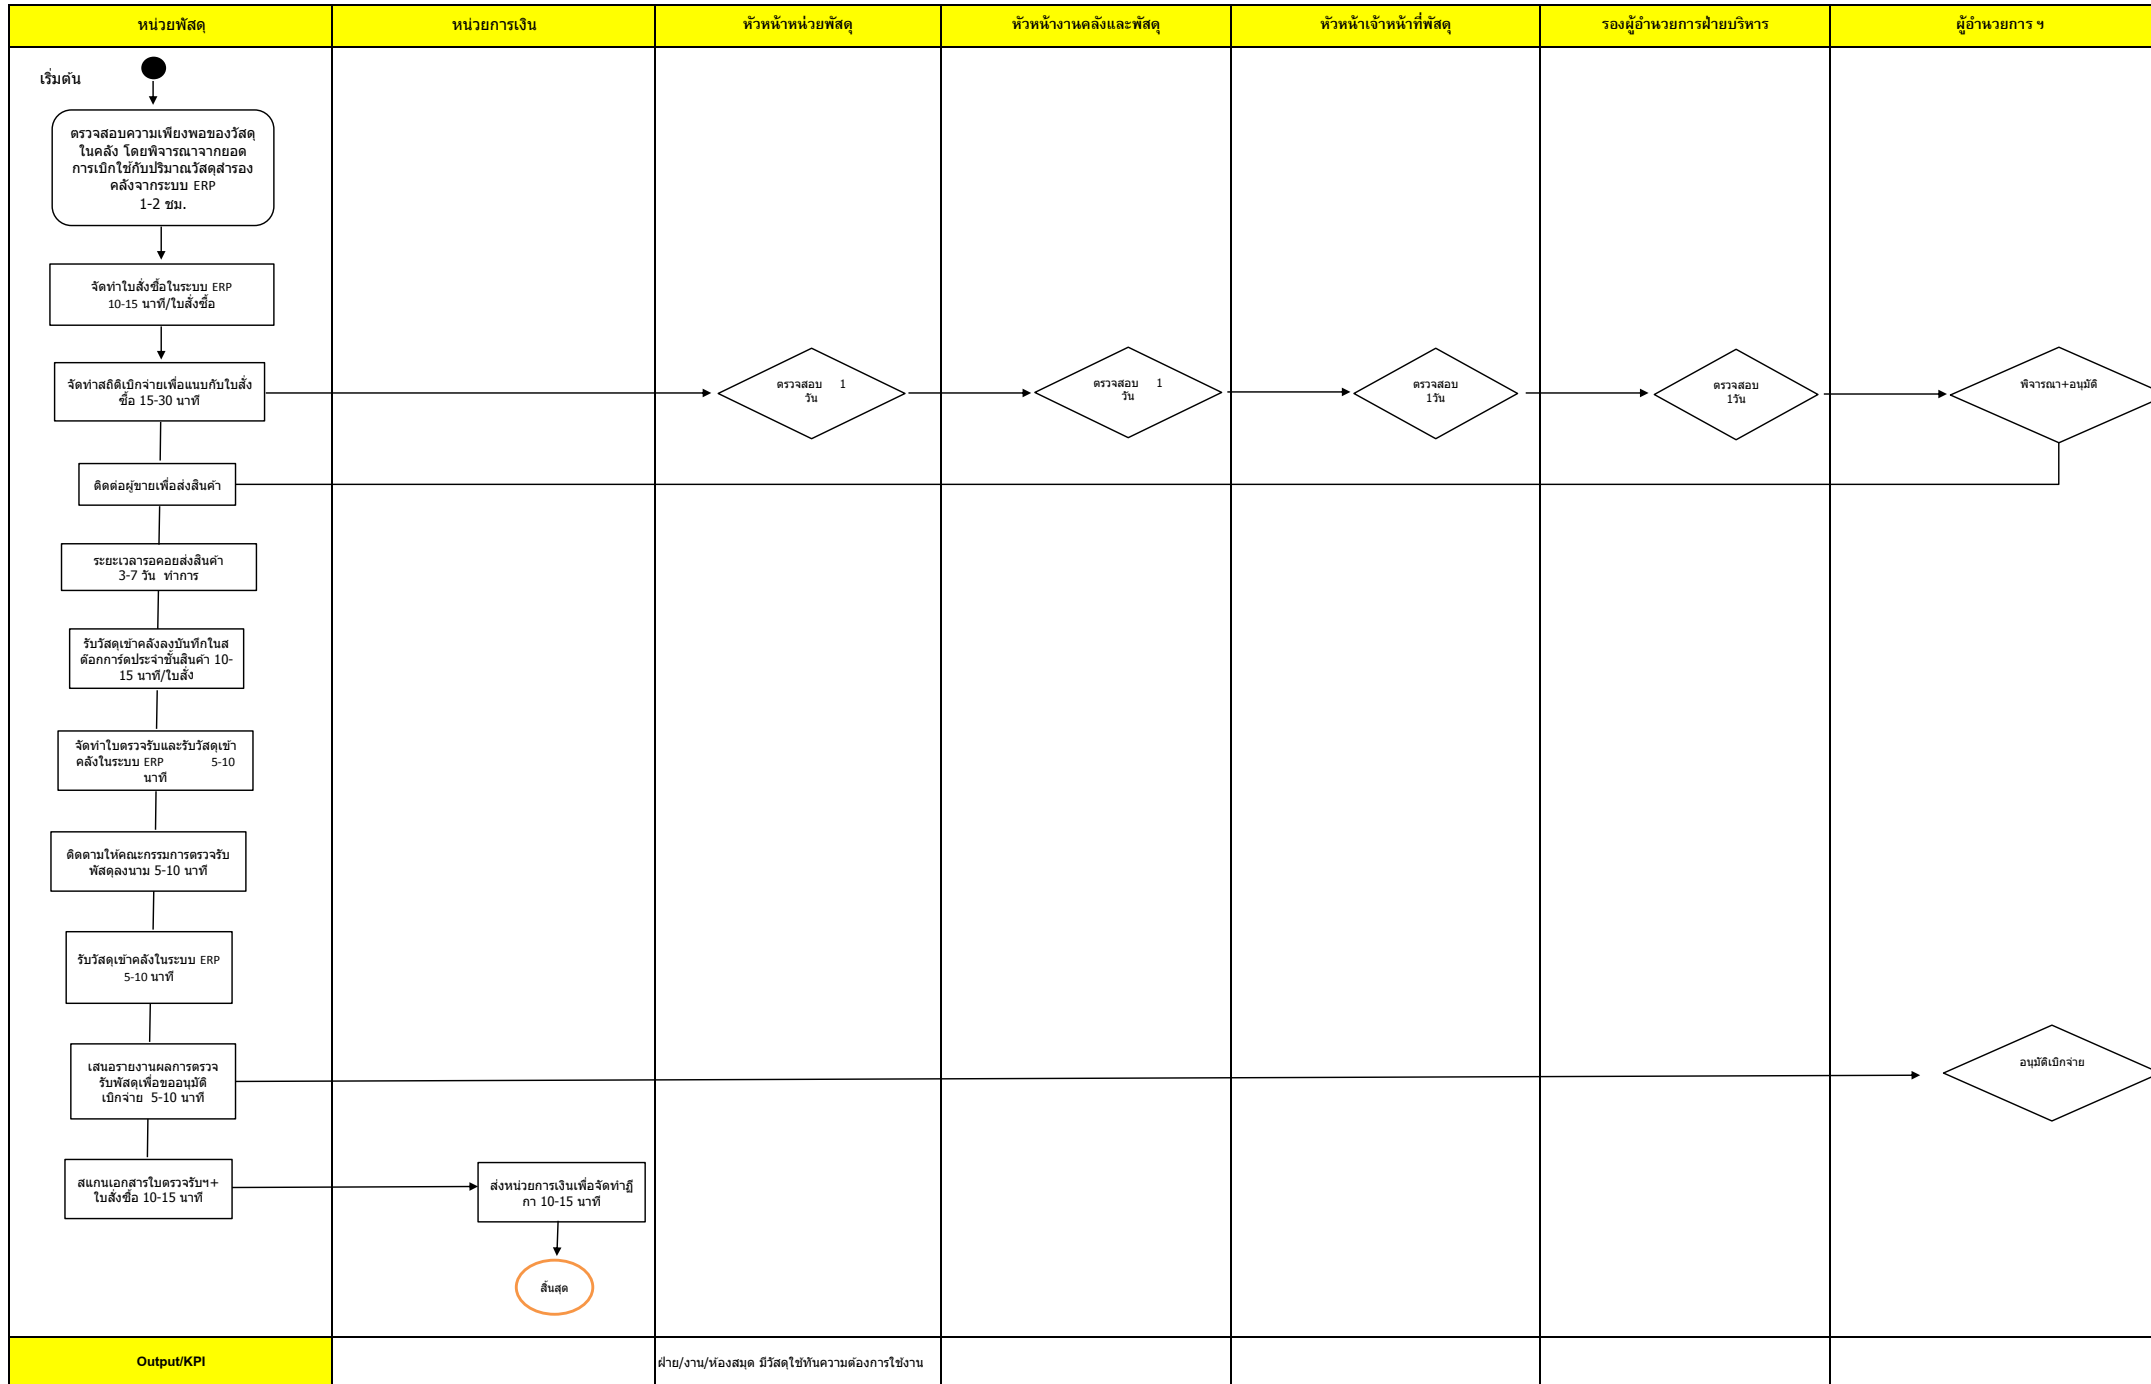 หน่วยพัสดุ
หน่วยการเงิน
หัวหน้าหน่วยพัสดุ
หัวหน้างานคลังและพัสดุ
หัวหน้าเจ้าหน้าที่พัสดุ
รองผู้อำนวยการฝ่ายบริหาร
ผู้อำนวยการ ฯ
เริ่มต้น
ตรวจสอบความเพียงพอของวัสดุ
ในคลัง โดยพิจารณาจากยอด
การเบิกใช้กับปริมาณวัสดุสำรอง
คลังจากระบบ ERP
1-2 ชม.
จัดทำใบสั่งซื้อในระบบ ERP
10-15 นาที/ใบสั่งซื้อ
จัดทำสถิติเบิกจ่ายเพื่อแนบกับใบสั่ง
ซื้อ 15-30 นาที
ตรวจสอบ 1
วัน
ตรวจสอบ 1
วัน
ตรวจสอบ
1วัน
ตรวจสอบ
1วัน
พิจารณา+อนุมัติ
ติดต่อผู้ขายเพื่อส่งสินค้า
ระยะเวลารอคอยส่งสินค้า
3-7 วัน ทำการ
รับวัสดุเข้าคลังลงบันทึกในส
ต๊อกการ์ดประจำชั้นสินค้า 10-
15 นาที/ใบสั่ง
จัดทำใบตรวจรับและรับวัสดุเข้า
คลังในระบบ ERP 5-10
นาที
ติดตามให้คณะกรรมการตรวจรับ
พัสดุลงนาม 5-10 นาที
รับวัสดุเข้าคลังในระบบ ERP
5-10 นาที
เสนอรายงานผลการตรวจ
รับพัสดุเพื่อขออนุมัติ
เบิกจ่าย 5-10 นาที
อนุมัติเบิกจ่าย
สแกนเอกสารใบตรวจรับฯ+
ใบสั่งซื้อ 10-15 นาที
ส่งหน่วยการเงินเพื่อจัดทำฎี
กา 10-15 นาที
สิ้นสุด
Output/KPI
ฝ่าย/งาน/ห้องสมุด มีวัสดุใช้ทันความต้องการใช้งาน